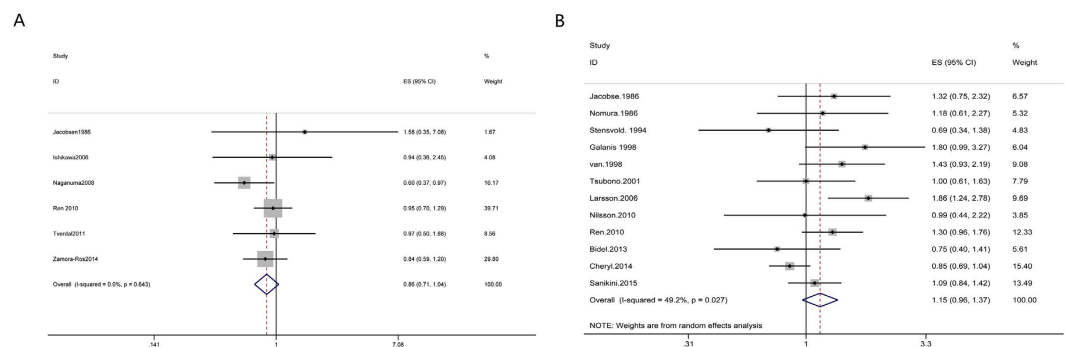 A
Study %
ID ES (95% CI) Weight
Jacobsen1986 1.58 (0.35, 7.08) 1.67
Ishikawa2006 0.94 (0.36, 2.45) 4.08
Naganuma2008 0.60 (0.37, 0.97) 16.17
Ren 2010 0.95 (0.70, 1.29) 39.71
Tverdal2011 0.97 (0.50, 1.88) 8.56
Zamora-Ros2014 0.84 (0.59, 1.20) 29.80
Overall (I-squared = 0.0%, p = 0.643) 0.86 (0.71, 1.04) 100.00
.141 1 7.08
B
Study %
ID ES (95% CI) Weight
Jacobse.1986 1.32 (0.75, 2.32) 6.57
Nomura.1986 1.18 (0.61, 2.27) 5.32
Stensvold. 1994 0.69 (0.34, 1.38) 4.83
Galanis 1998 1.80 (0.99, 3.27) 6.04
van.1998 1.43 (0.93, 2.19) 9.08
Tsubono.2001 1.00 (0.61, 1.63) 7.79
Larsson.2006 1.86 (1.24, 2.78) 9.69
Nilsson.2010 0.99 (0.44, 2.22) 3.85
Ren.2010 1.30 (0.96, 1.76) 12.33
Bidel.2013 0.75 (0.40, 1.41) 5.61
Cheryl.2014 0.85 (0.69, 1.04) 15.40
Sanikini.2015 1.09 (0.84, 1.42) 13.49
Overall (I-squared = 49.2%, p = 0.027) 1.15 (0.96, 1.37) 100.00
NOTE: Weights are from random effects analysis
.31 1 3.3